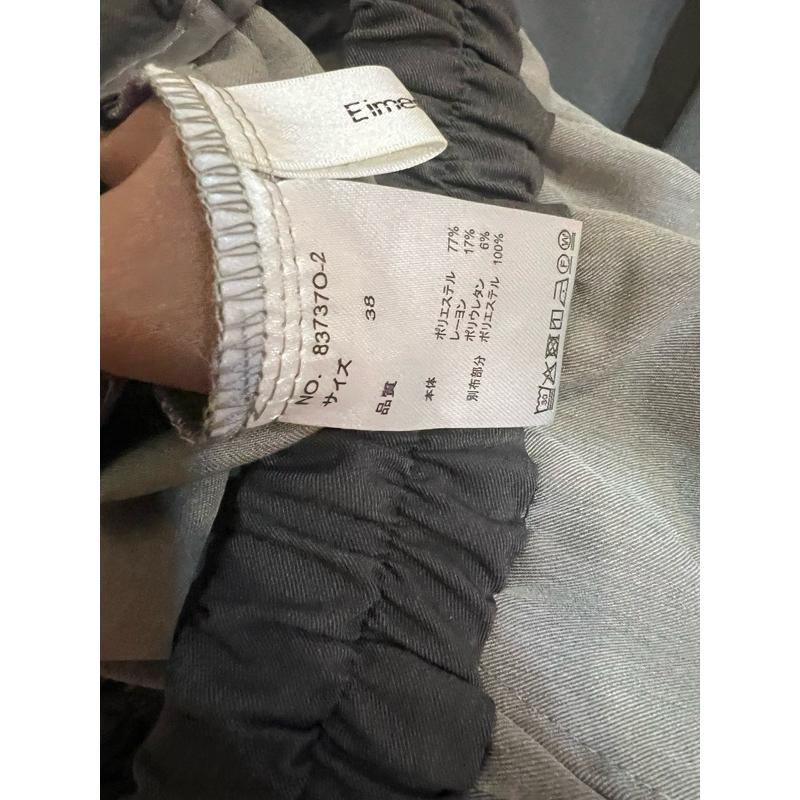 Eime
NO. 837370-2
サイズ 38
品質
本体 ポリエステル 77%
レーヨン 17%
ポリウレタン 6%
別布部分 ポリエステル 100%
30
F W